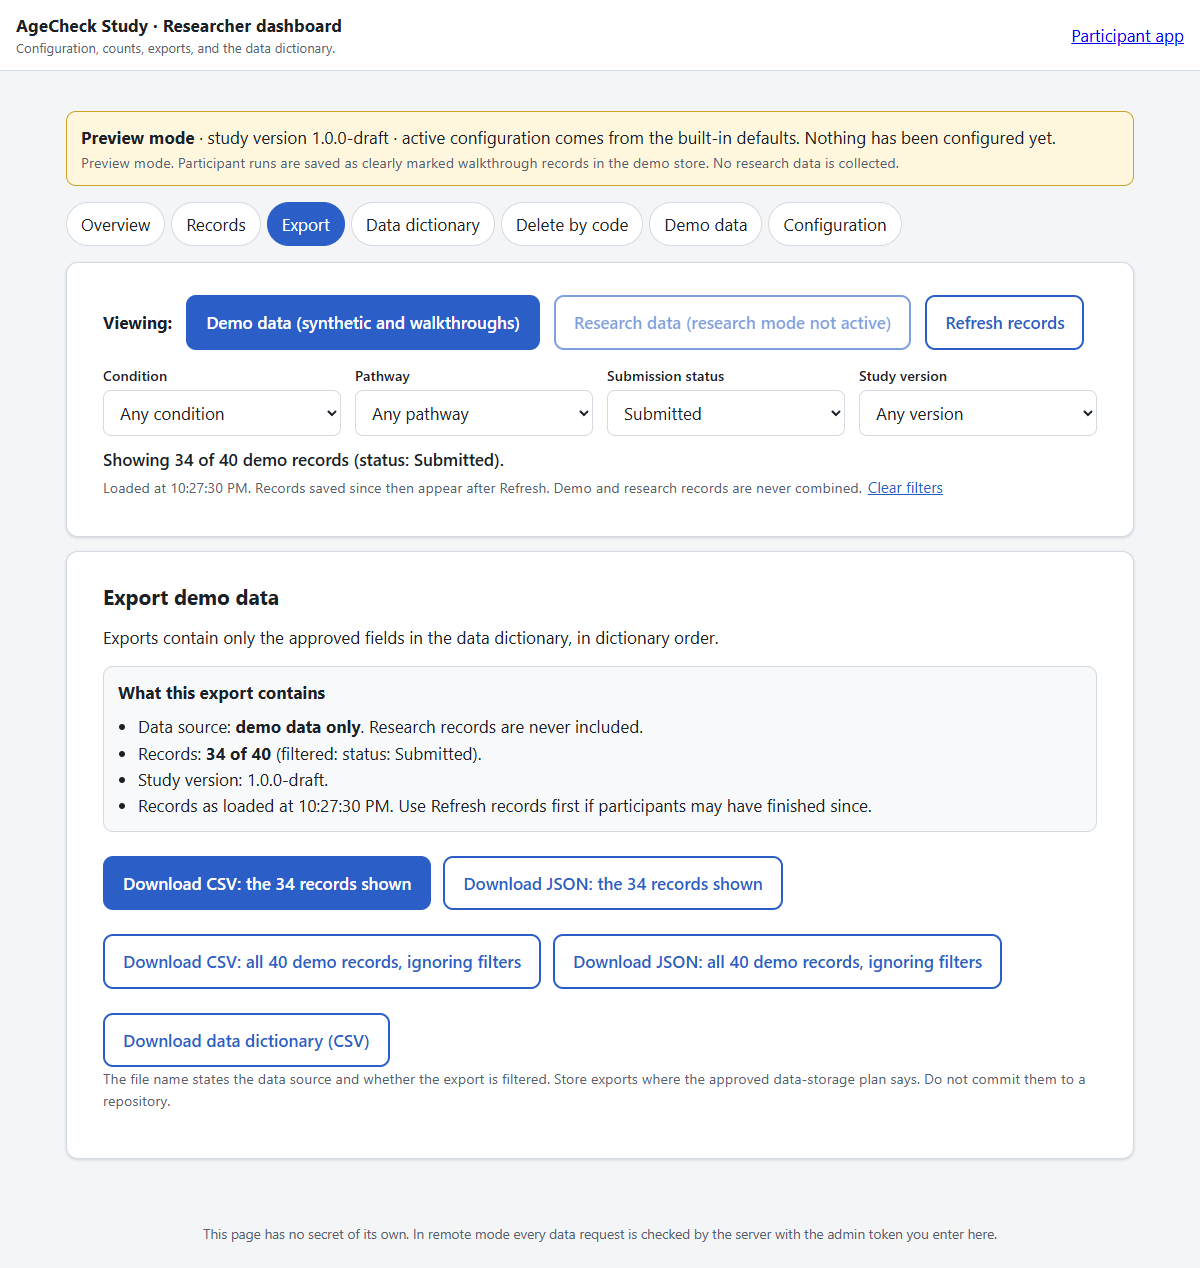 AgeCheck Study · Researcher dashboard
Configuration, counts, exports, and the data dictionary.
Participant app
Preview mode · study version 1.0.0-draft · active configuration comes from the built-in defaults. Nothing has been configured yet.
Preview mode. Participant runs are saved as clearly marked walkthrough records in the demo store. No research data is collected.
Overview
Records
Export
Data dictionary
Delete by code
Demo data
Configuration
Viewing:
Demo data (synthetic and walkthroughs)
Research data (research mode not active)
Refresh records
Condition
Pathway
Submission status
Study version
Any condition
Any pathway
Submitted
Any version
Showing 34 of 40 demo records (status: Submitted).
Loaded at 10:27:30 PM. Records saved since then appear after Refresh. Demo and research records are never combined. Clear filters
Export demo data
Exports contain only the approved fields in the data dictionary, in dictionary order.
What this export contains
• Data source: demo data only. Research records are never included.
• Records: 34 of 40 (filtered: status: Submitted).
• Study version: 1.0.0-draft.
• Records as loaded at 10:27:30 PM. Use Refresh records first if participants may have finished since.
Download CSV: the 34 records shown
Download JSON: the 34 records shown
Download CSV: all 40 demo records, ignoring filters
Download JSON: all 40 demo records, ignoring filters
Download data dictionary (CSV)
The file name states the data source and whether the export is filtered. Store exports where the approved data-storage plan says. Do not commit them to a
repository.
This page has no secret of its own. In remote mode every data request is checked by the server with the admin token you enter here.